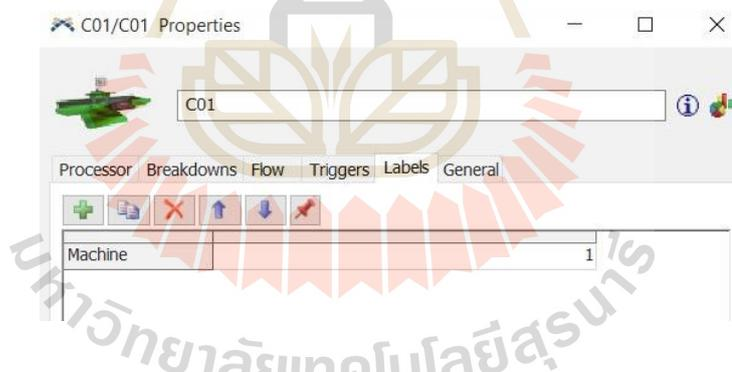 C01/C01 Properties
C01
Processor Breakdowns Flow Triggers Labels General
Machine 1
มหาวิทยาลัยเทคโนโลยีสุรนารี